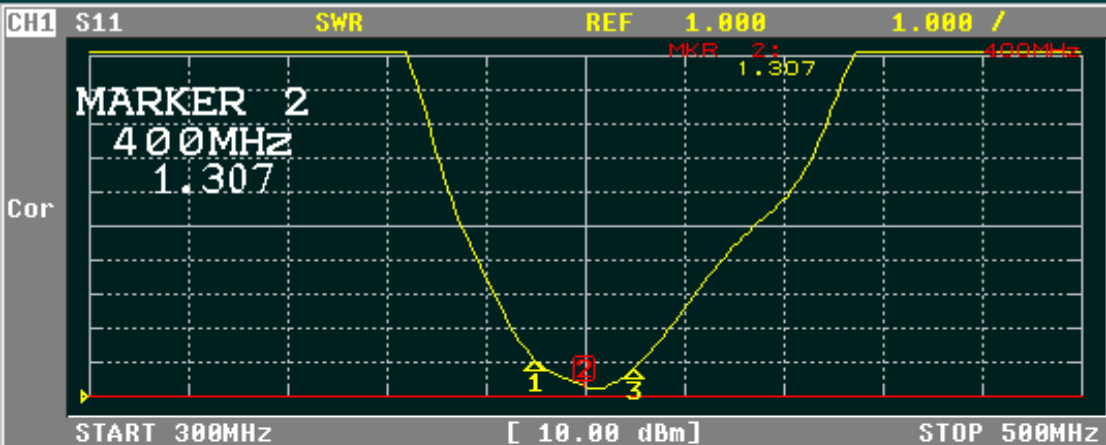 CH1 S11 SWR REF 1.000 1.000 /
MKR 2: 400MHz
1.307
MARKER 2
400MHz
1.307
Cor
1 2 3
START 300MHz [ 10.00 dBm] STOP 500MHz